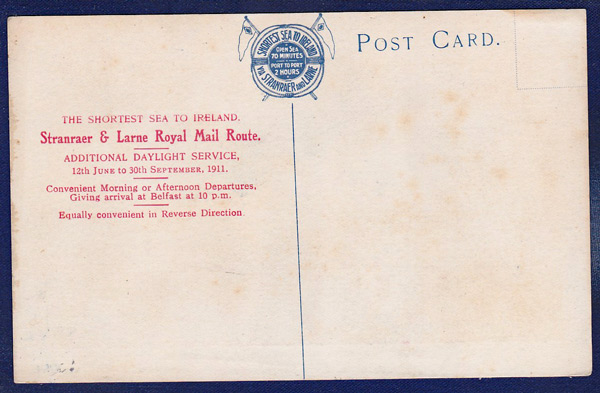 SHORTEST SEA TO IRELAND
OPEN SEA
70 MINUTES
PORT TO PORT
2 HOURS
VIA STRANRAER AND LARNE
POST CARD.
THE SHORTEST SEA TO IRELAND.
Stranraer & Larne Royal Mail Route.
ADDITIONAL DAYLIGHT SERVICE,
12th June to 30th September, 1911.
Convenient Morning or Afternoon Departures,
Giving arrival at Belfast at 10 p.m.
Equally convenient in Reverse Direction.